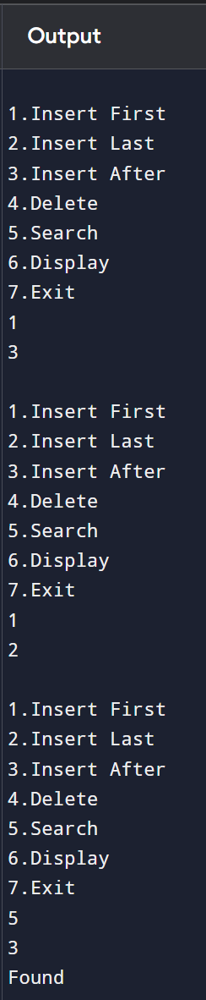 Output
1.Insert First
2.Insert Last
3.Insert After
4.Delete
5.Search
6.Display
7.Exit
1
3
1.Insert First
2.Insert Last
3.Insert After
4.Delete
5.Search
6.Display
7.Exit
1
2
1.Insert First
2.Insert Last
3.Insert After
4.Delete
5.Search
6.Display
7.Exit
5
3
Found